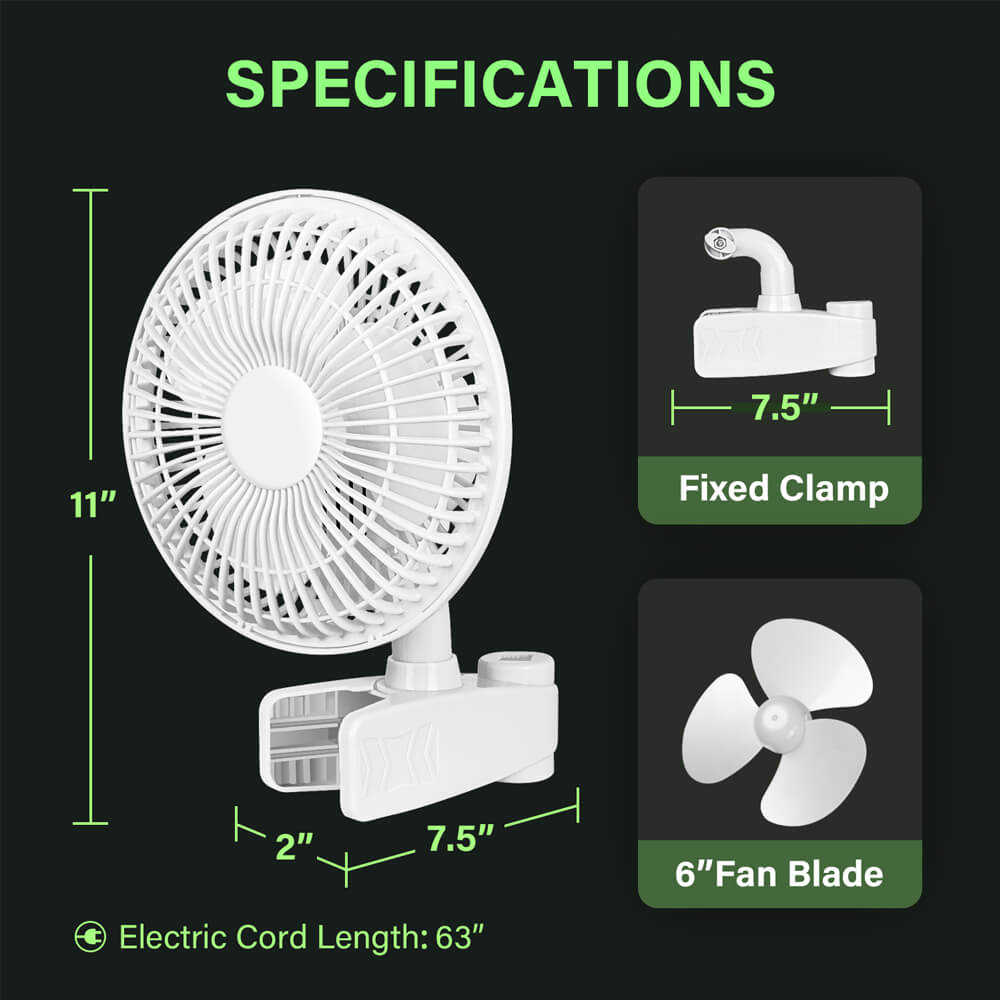 SPECIFICATIONS
11”
7.5”
Fixed Clamp
2”
7.5”
6”Fan Blade
Electric Cord Length: 63”